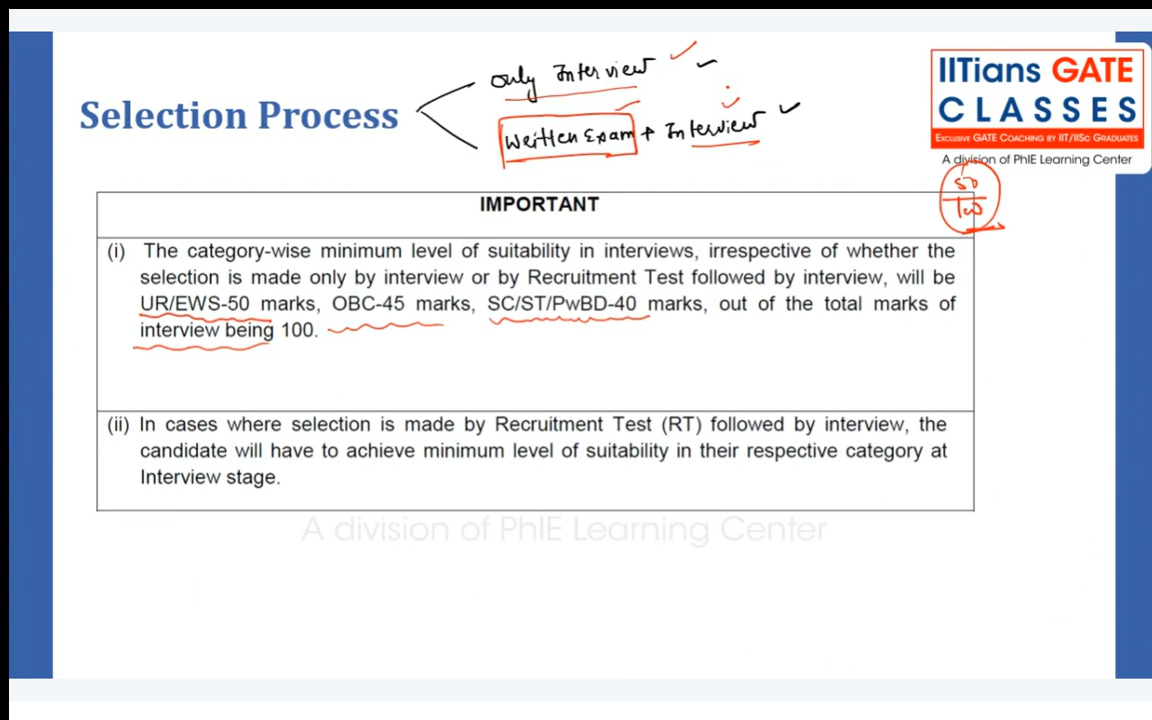 only Interview
Selection Process
Written Exam + Interview
IITians GATE
CLASSES
EXCLUSIVE GATE COACHING BY IIT/IISc GRADUATES
A division of PhIE Learning Center
50
100
IMPORTANT
(i) The category-wise minimum level of suitability in interviews, irrespective of whether the
selection is made only by interview or by Recruitment Test followed by interview, will be
UR/EWS-50 marks, OBC-45 marks, SC/ST/PwBD-40 marks, out of the total marks of
interview being 100.
(ii) In cases where selection is made by Recruitment Test (RT) followed by interview, the
candidate will have to achieve minimum level of suitability in their respective category at
Interview stage.
A division of PhIE Learning Center